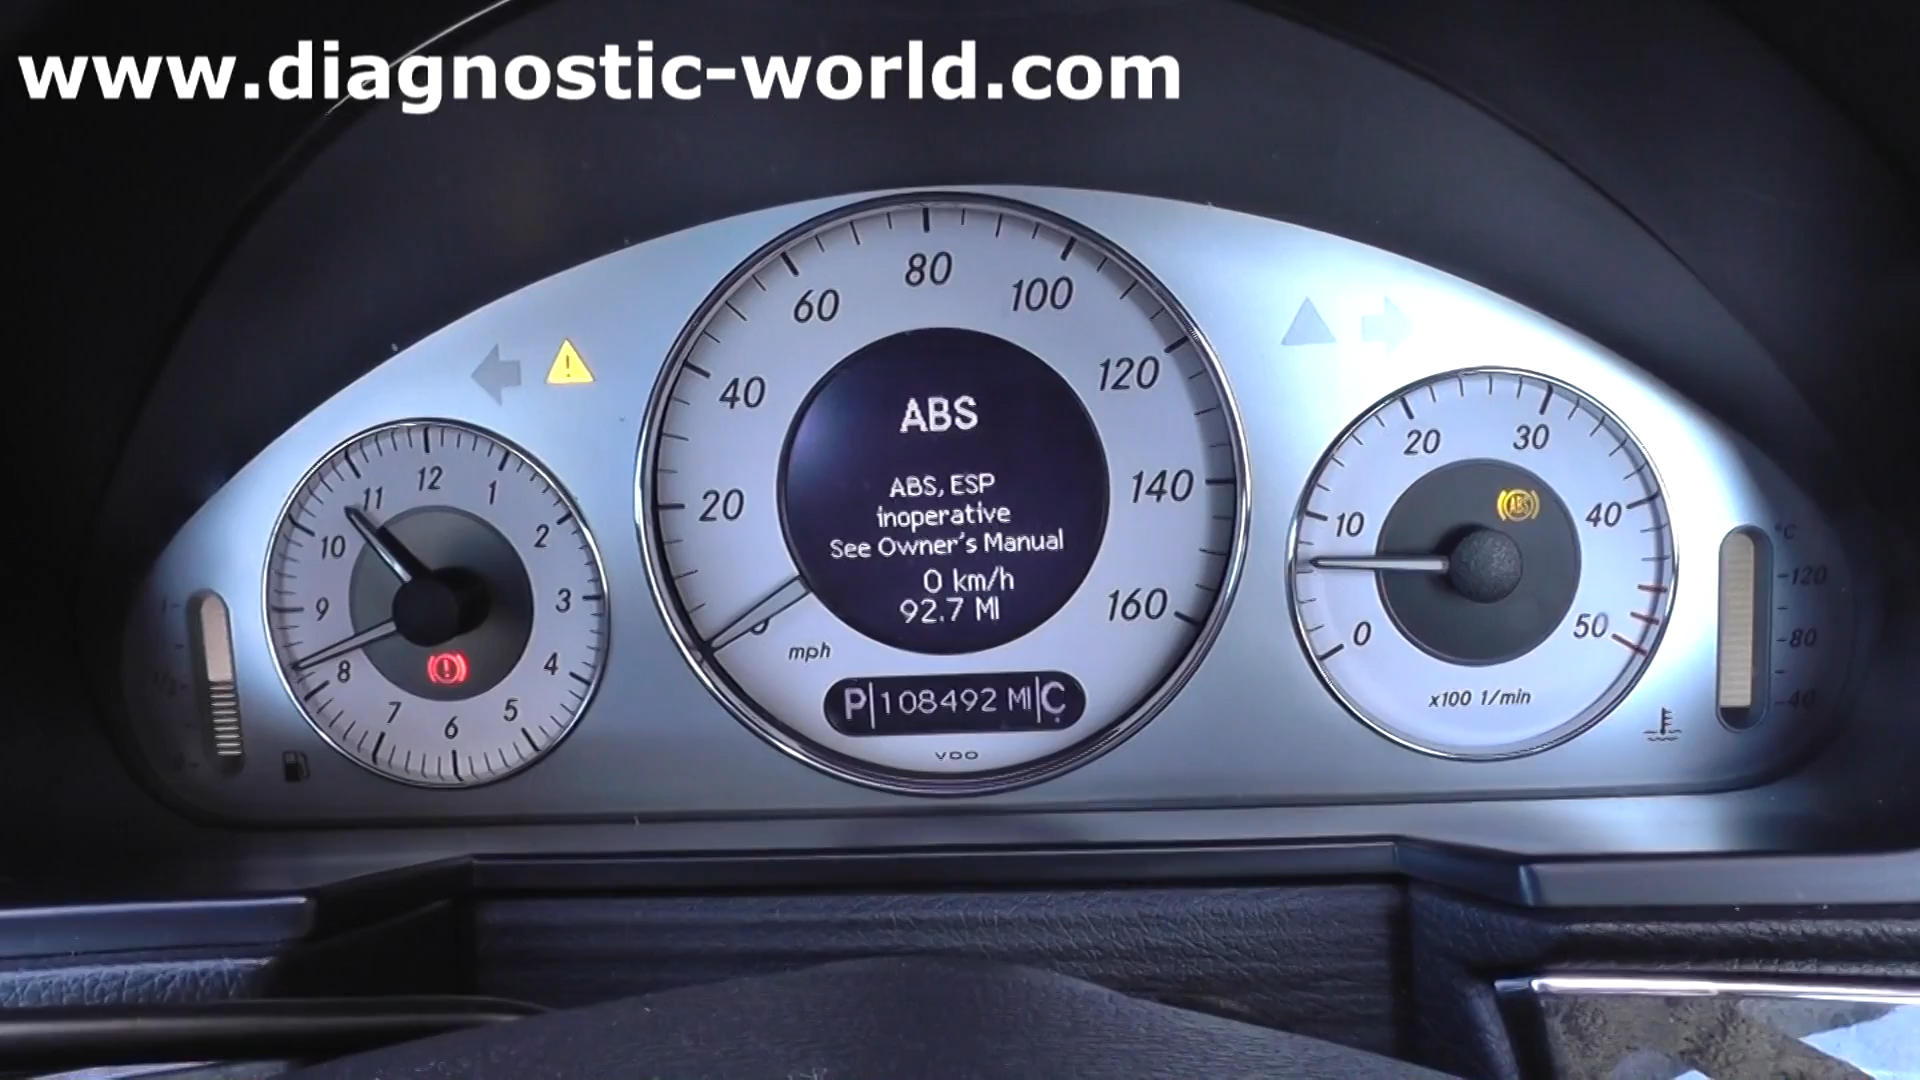 www.diagnostic-world.com
80
60
100
40
120
20
140
160
mph
ABS
ABS, ESP
inoperative
See Owner's Manual
0 km/h
92.7 MI
P|108492 MI|C
VDO
12
11
1
10
2
9
3
8
4
7
5
6
20
30
10
ABS
40
0
50
x100 1/min
°C
120
80
40